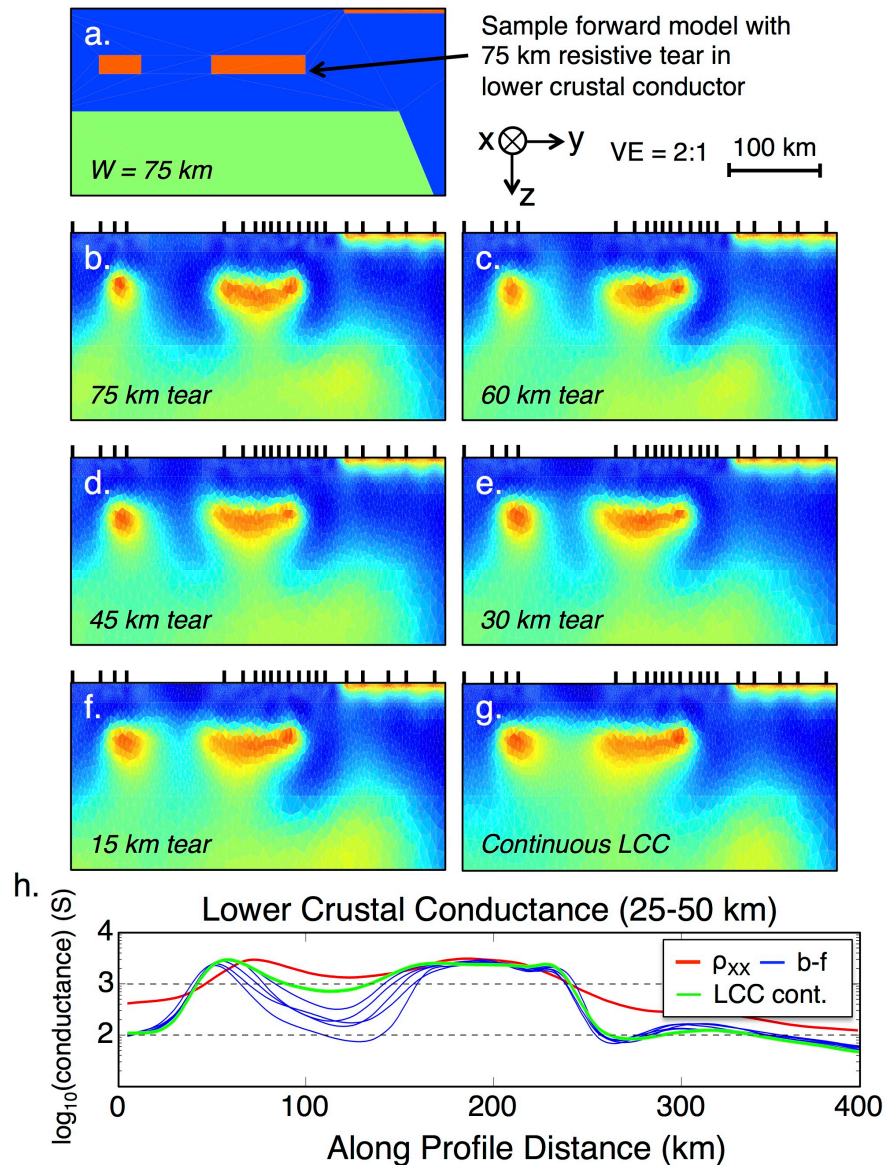 a.
Sample forward model with
75 km resistive tear in
lower crustal conductor
W = 75 km
x y
z
VE = 2:1
100 km
b.
75 km tear
c.
60 km tear
d.
45 km tear
e.
30 km tear
f.
15 km tear
g.
Continuous LCC
h.
Lower Crustal Conductance (25-50 km)
log₁₀(conductance) (S)
4
3
2
ρxx b-f
LCC cont.
0 100 200 300 400
Along Profile Distance (km)